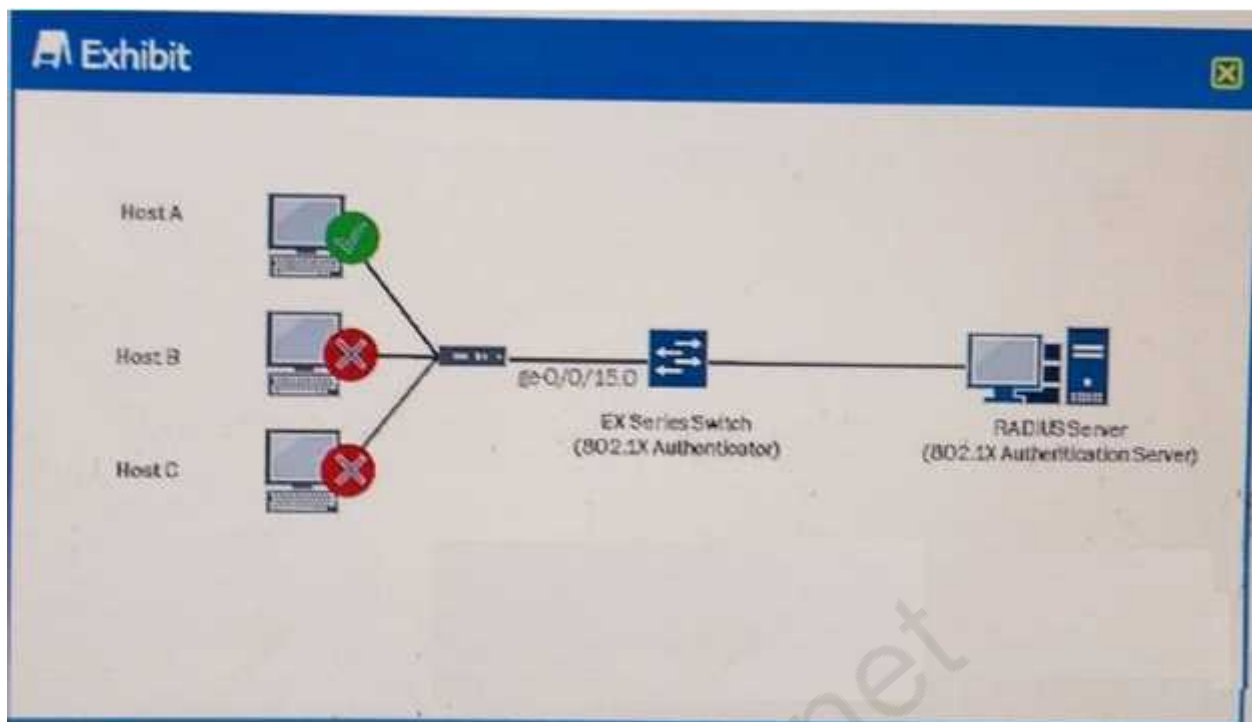 Exhibit
Host A
Host B
Host C
ge-0/0/15.0
EX Series Switch
(802.1X Authenticator)
RADIUS Server
(802.1X Authentication Server)
net